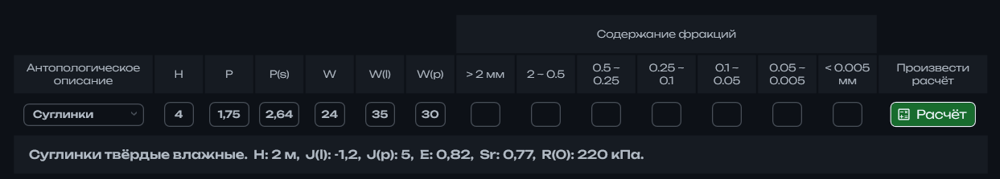 Содержание фракций
Антопологическое
описание
H
P
P(s)
W
W(l)
W(p)
> 2 мм
2 – 0.5
0.5 –
0.25
0.25 –
0.1
0.1 –
0.05
0.05 –
0.005
< 0.005
мм
Произвести
расчёт
Суглинки
4
1,75
2,64
24
35
30
Расчёт
Суглинки твёрдые влажные. H: 2 м, J(l): -1,2, J(p): 5, E: 0,82, Sr: 0,77, R(O): 220 кПа.